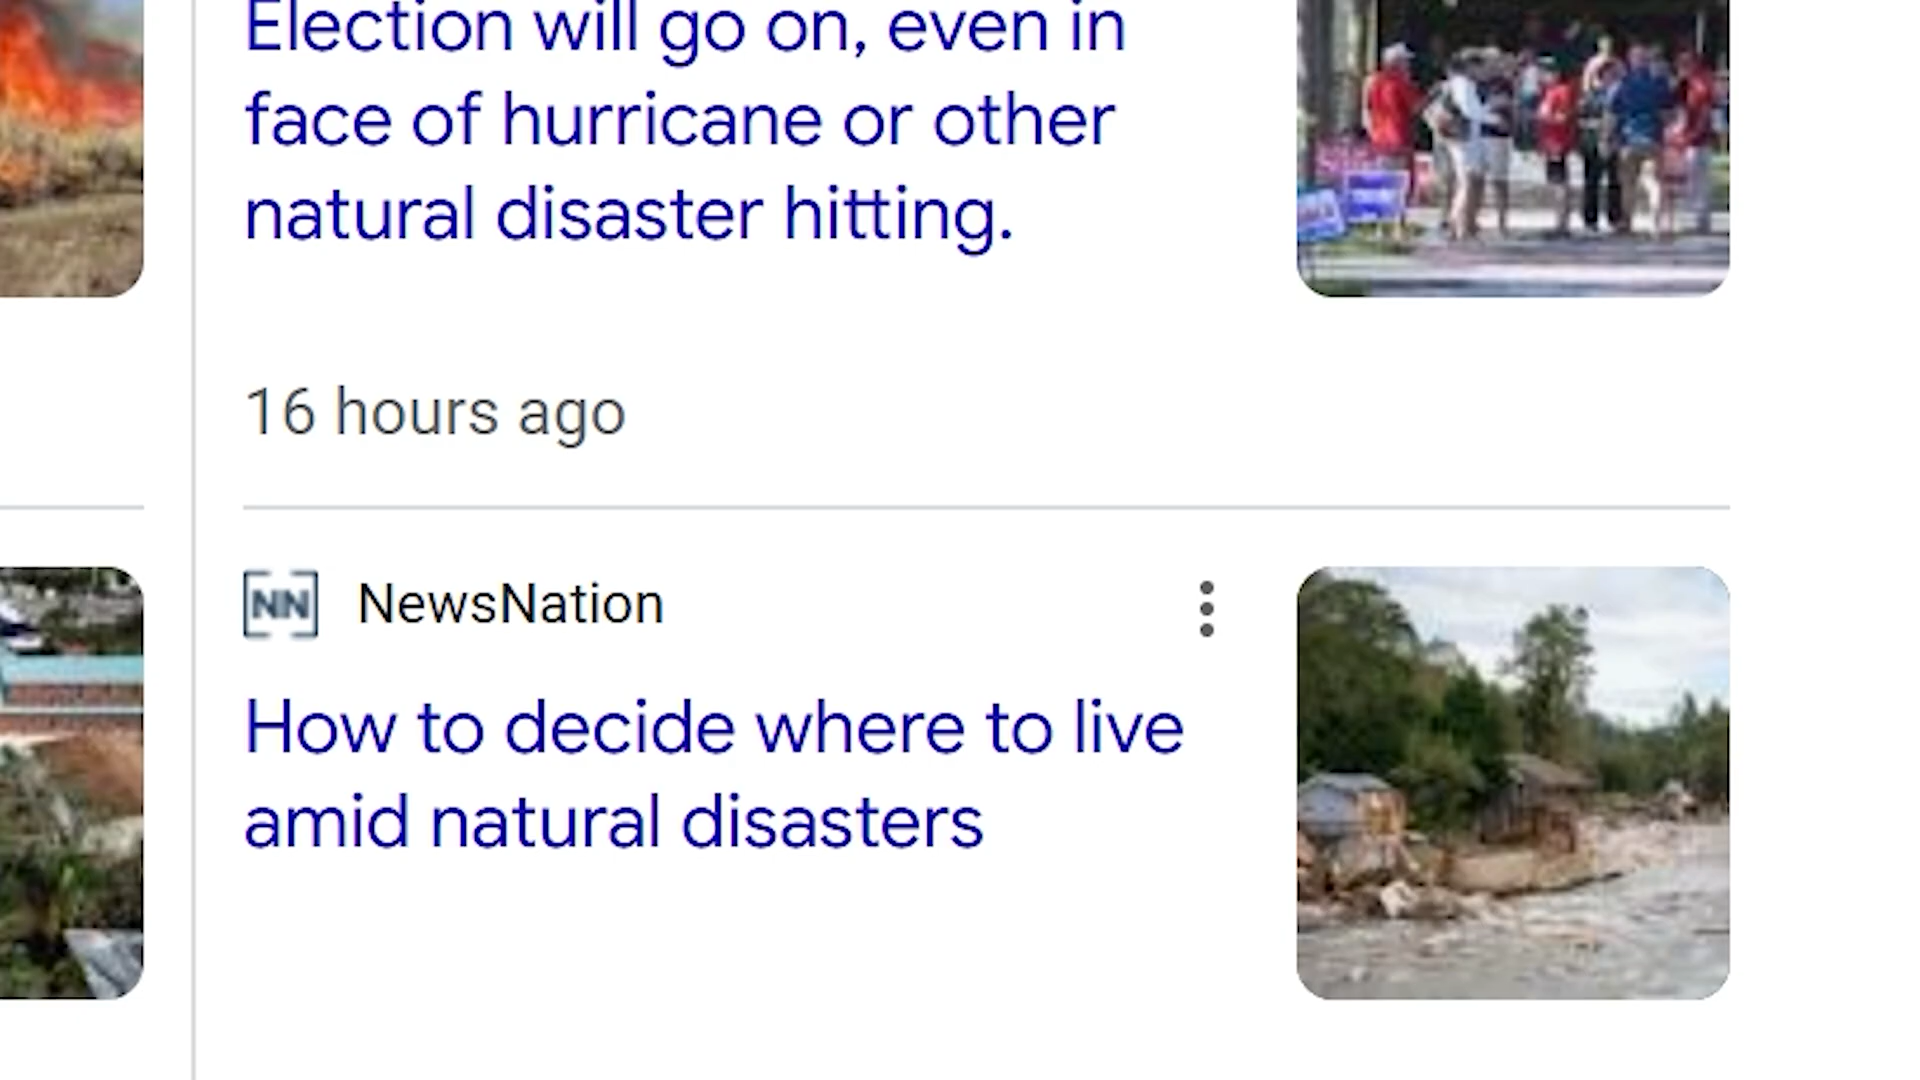 Election will go on, even in
face of hurricane or other
natural disaster hitting.
16 hours ago
NN NewsNation
How to decide where to live
amid natural disasters